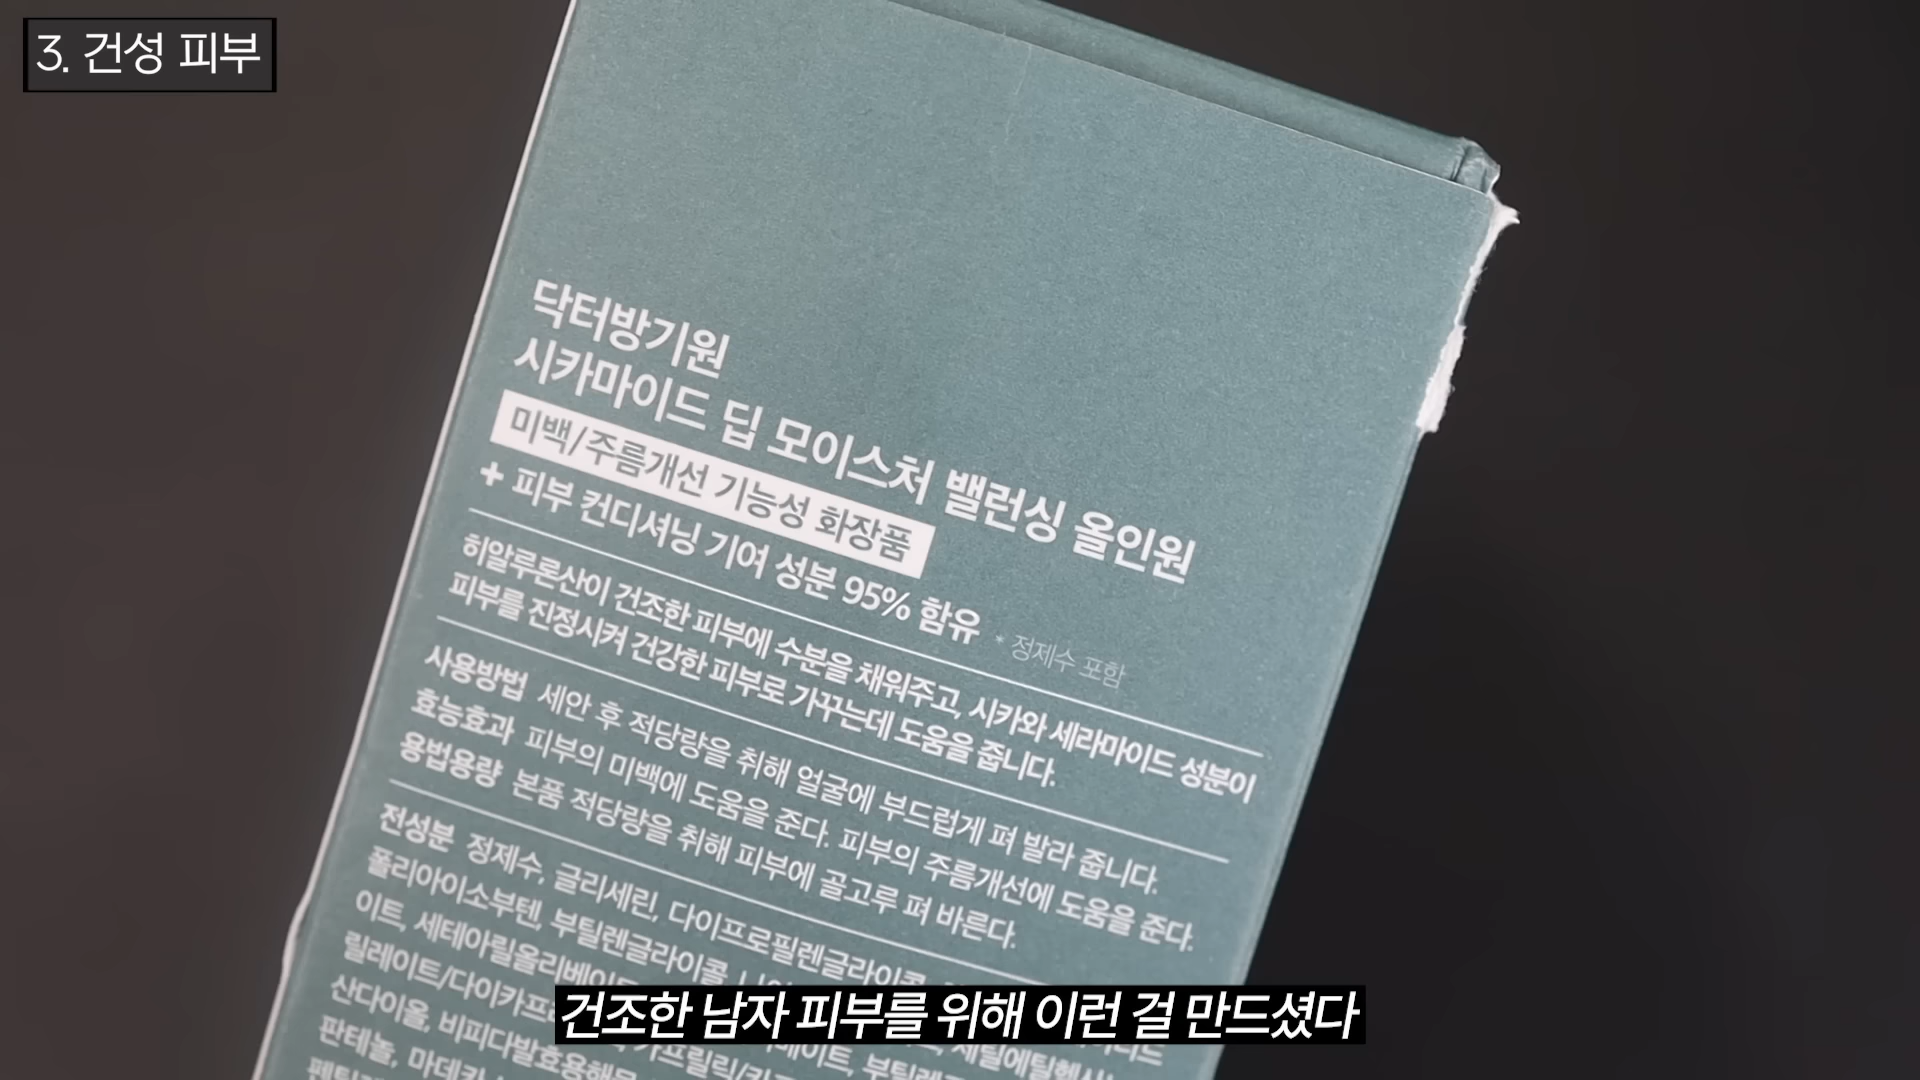 3. 건성 피부
닥터방기원
시카마이드 딥 모이스처 밸런싱 올인원
미백/주름개선 기능성 화장품
+ 피부 컨디셔닝 기여 성분 95% 함유 * 정제수 포함
히알루론산이 건조한 피부에 수분을 채워주고, 시카와 세라마이드 성분이
피부를 진정시켜 건강한 피부로 가꾸는데 도움을 줍니다.
사용방법 세안 후 적당량을 취해 얼굴에 부드럽게 펴 발라 줍니다.
효능효과 피부의 미백에 도움을 준다. 피부의 주름개선에 도움을 준다.
용법용량 본품 적당량을 취해 피부에 골고루 펴 바른다.
전성분 정제수, 글리세린, 다이프로필렌글라이콜,
폴리아이소부텐, 부틸렌글라이콜,
이트, 세테아릴올리베이트
릴레이트/다이카프
산다이올, 비피다발효용해물
판테놀, 마데카
건조한 남자 피부를 위해 이런 걸 만드셨다